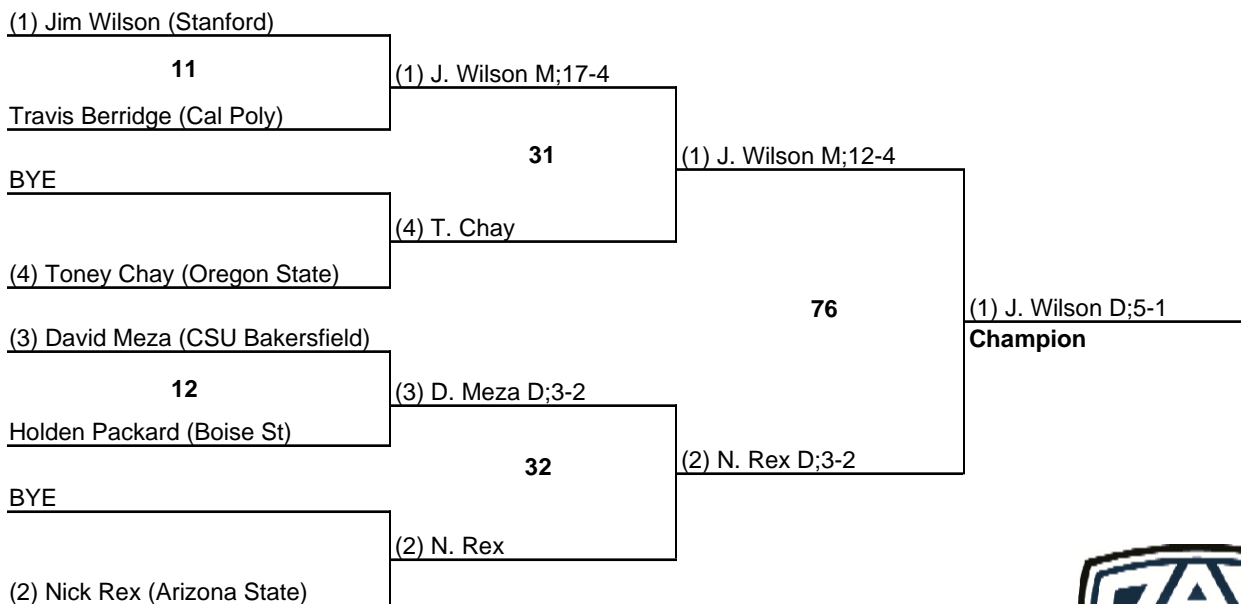 (1) Jim Wilson (Stanford)
11
(1) J. Wilson M;17-4
Travis Berridge (Cal Poly)
31
(1) J. Wilson M;12-4
BYE
(4) T. Chay
(4) Toney Chay (Oregon State)
76
(1) J. Wilson D;5-1
Champion
(3) David Meza (CSU Bakersfield)
12
(3) D. Meza D;3-2
Holden Packard (Boise St)
32
(2) N. Rex D;3-2
BYE
(2) N. Rex
(2) Nick Rex (Arizona State)